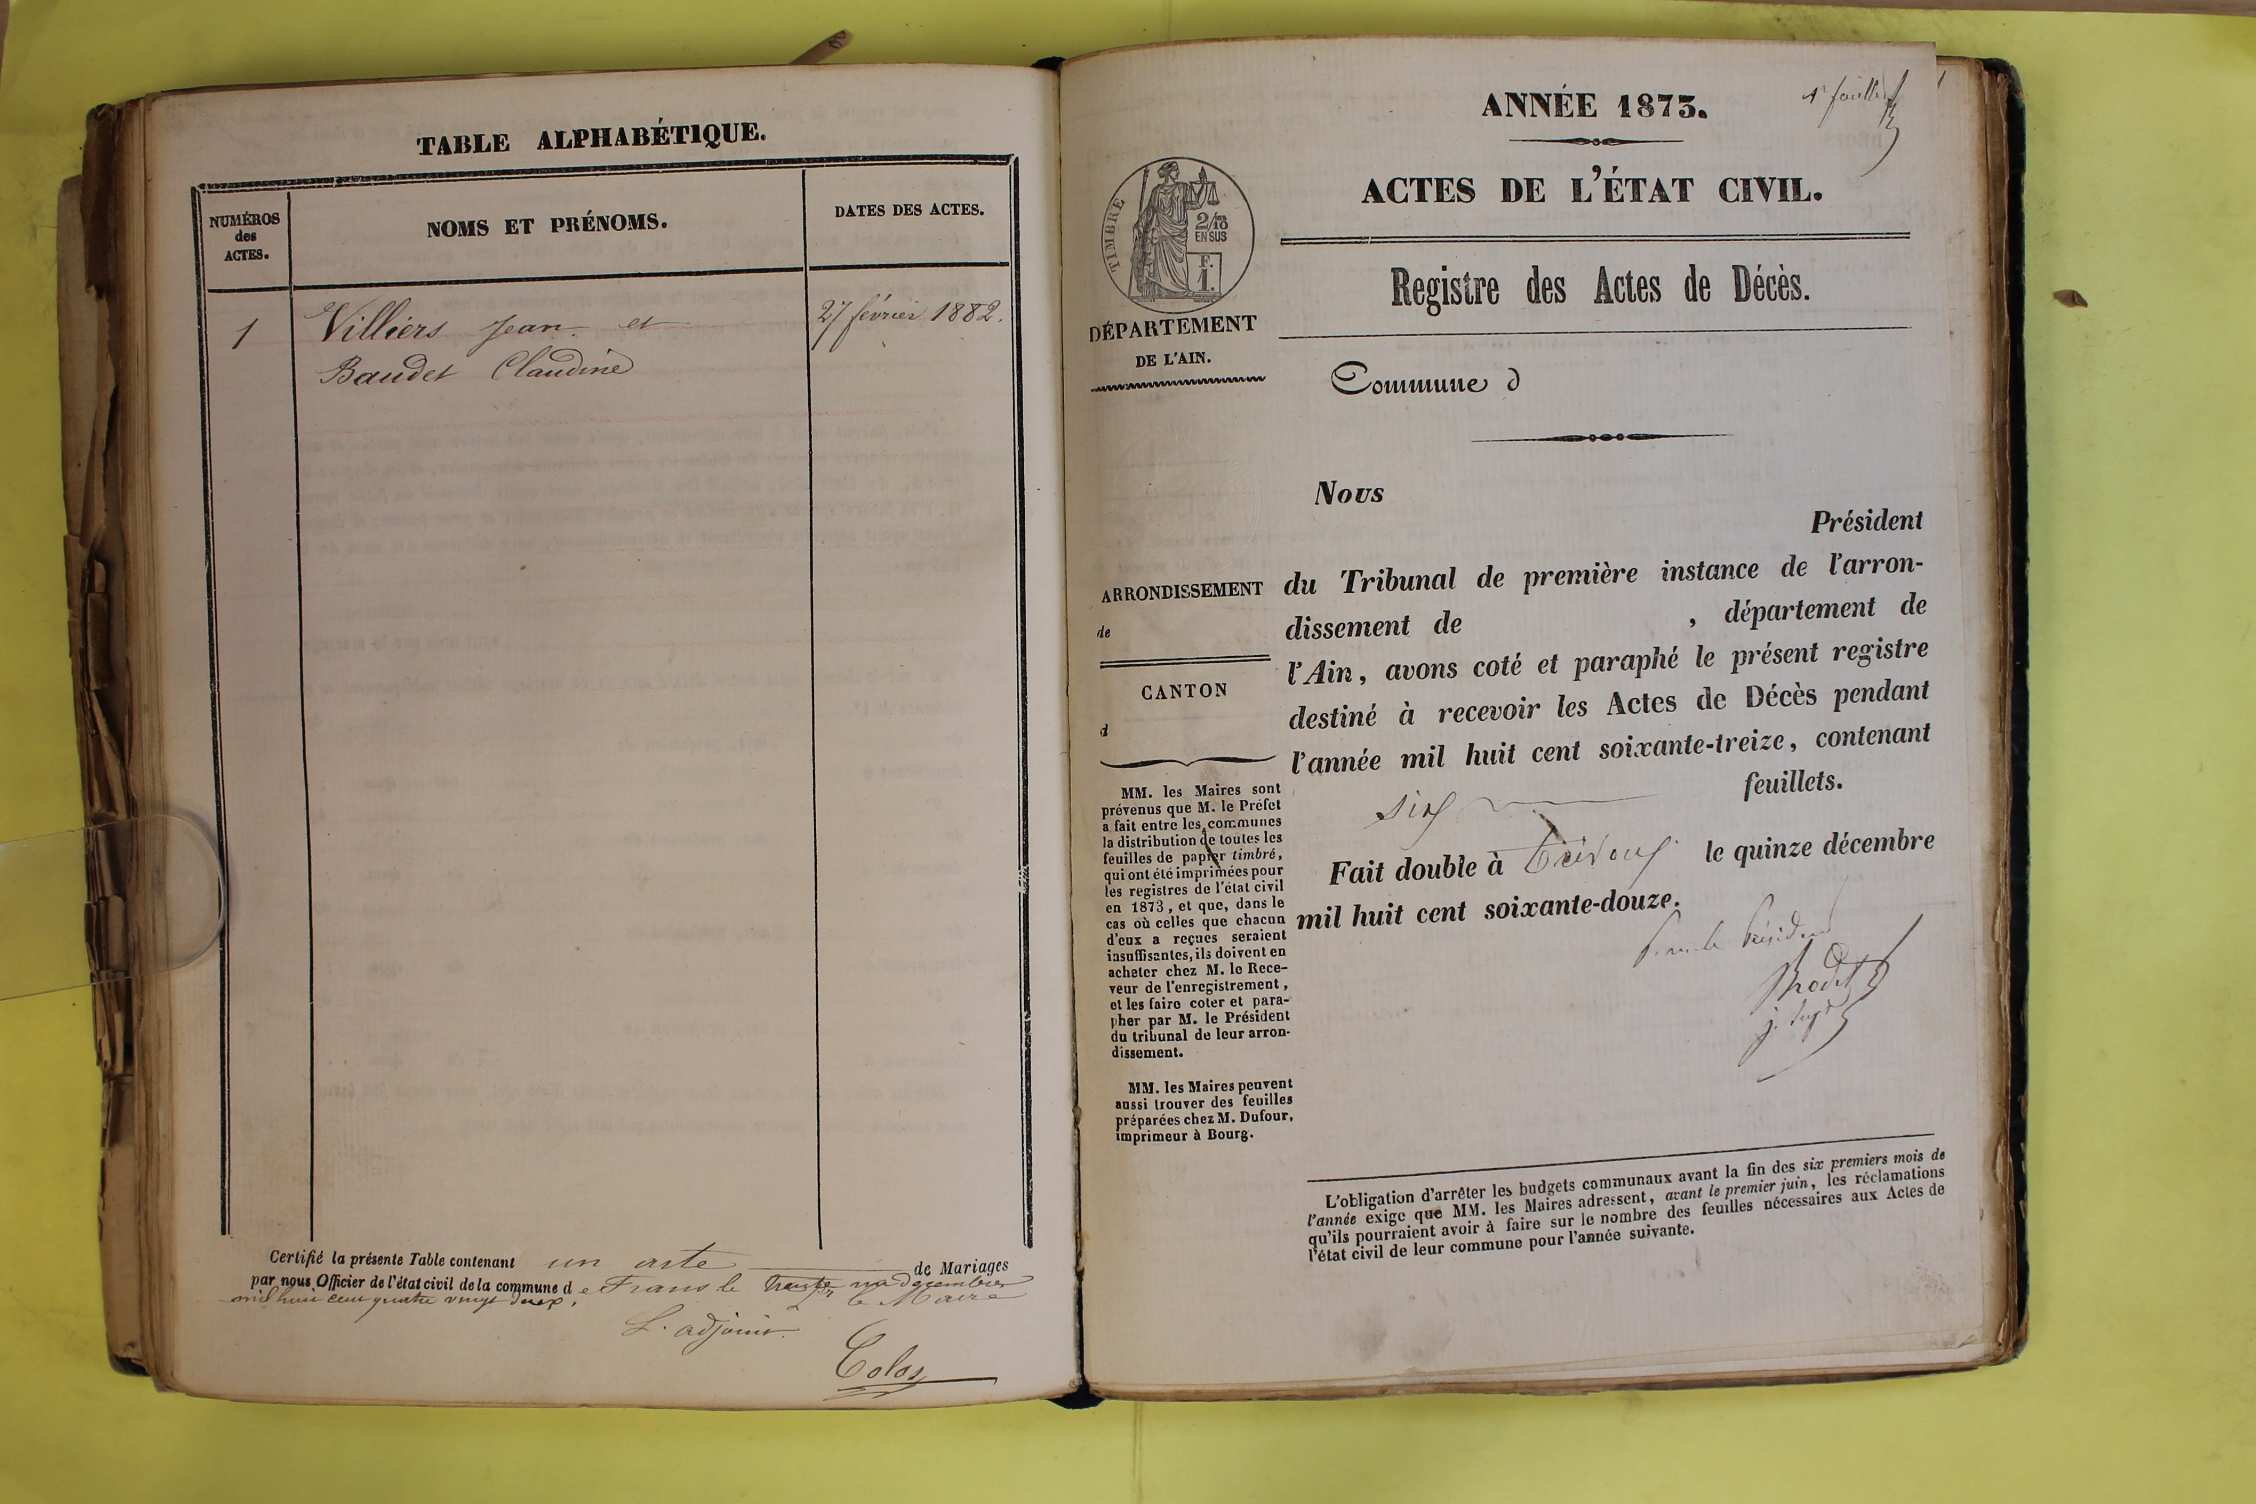 TABLE ALPHABÉTIQUE.
NUMÉROS
des
ACTES.
NOMS ET PRÉNOMS.
DATES DES ACTES.
1 Villiers Jean et 27 février 1882.
Baudet Claudine
Certifié la présente Table contenant un acte de Mariages
par nous Officier de l'état civil de la commune de Frans le trente un décembre
mil huit cent quatre vingt deux. le Maire
L'adjoint
1r feuillet
ANNÉE 1873.
ACTES DE L'ÉTAT CIVIL.
TIMBRE
2/10
EN SUS
F.
1.
Registre des Actes de Décès.
DÉPARTEMENT
DE L'AIN.
Commune d
Nous
Président
du Tribunal de première instance de l'arron-
dissement de , département de
l'Ain, avons coté et paraphé le présent registre
destiné à recevoir les Actes de Décès pendant
l'année mil huit cent soixante-treize, contenant
six feuillets.
Fait double à Trévoux le quinze décembre
mil huit cent soixante-douze.
Pour le Président
ARRONDISSEMENT
de
CANTON
d
MM. les Maires sont
prévenus que M. le Préfet
a fait entre les communes
la distribution de toutes les
feuilles de papier timbré,
qui ont été imprimées pour
les registres de l'état civil
en 1873, et que, dans le
cas où celles que chacun
d'eux a reçues seraient
insuffisantes, ils doivent en
acheter chez M. le Rece-
veur de l'enregistrement,
et les faire coter et para-
pher par M. le Président
du tribunal de leur arron-
dissement.
MM. les Maires peuvent
aussi trouver des feuilles
préparées chez M. Dufour,
imprimeur à Bourg.
L'obligation d'arrêter les budgets communaux avant la fin des six premiers mois de
l'année exige que MM. les Maires adressent, avant le premier juin, les réclamations
qu'ils pourraient avoir à faire sur le nombre des feuilles nécessaires aux Actes de
l'état civil de leur commune pour l'année suivante.